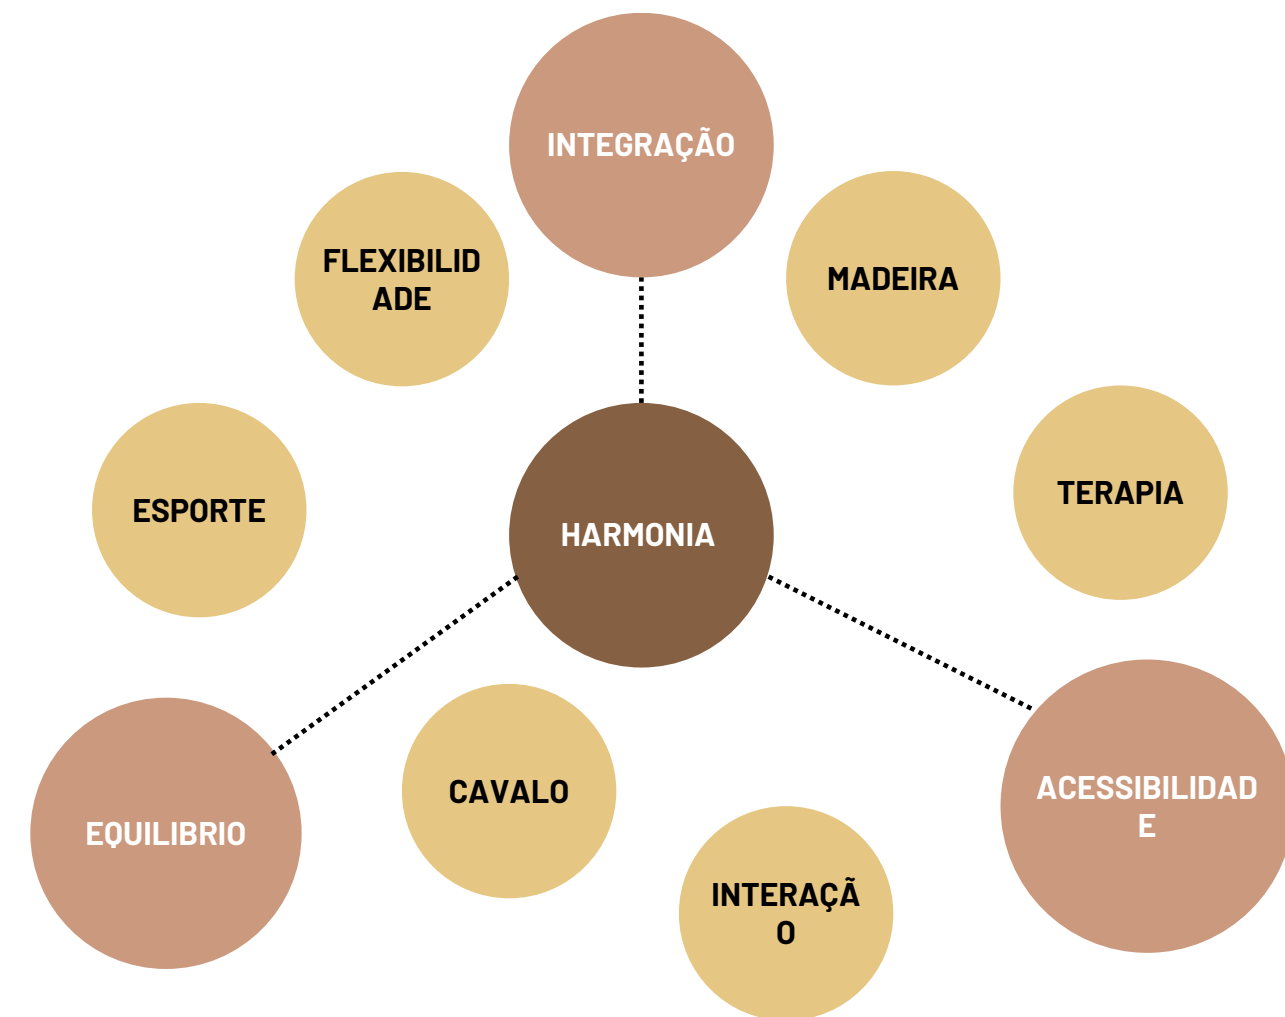 INTEGRAÇÃO
FLEXIBILID
ADE
MADEIRA
ESPORTE
TERAPIA
HARMONIA
CAVALO
ACESSIBILIDAD
E
EQUILIBRIO
INTERAÇÃ
O